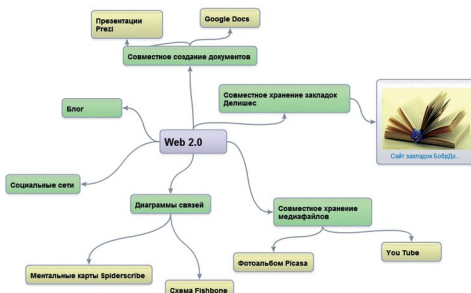 Презентации
Prezi
Google Docs
Совместное создание документов
Совместное хранение закладок
Делишес
Блог
Web 2.0
Сайт закладок БобрДо...
Социальные сети
Диаграммы связей
Совместное хранение
медиафайлов
Фотоальбом Picasa
You Tube
Ментальные карты Spiderscribe
Схема Fishbone